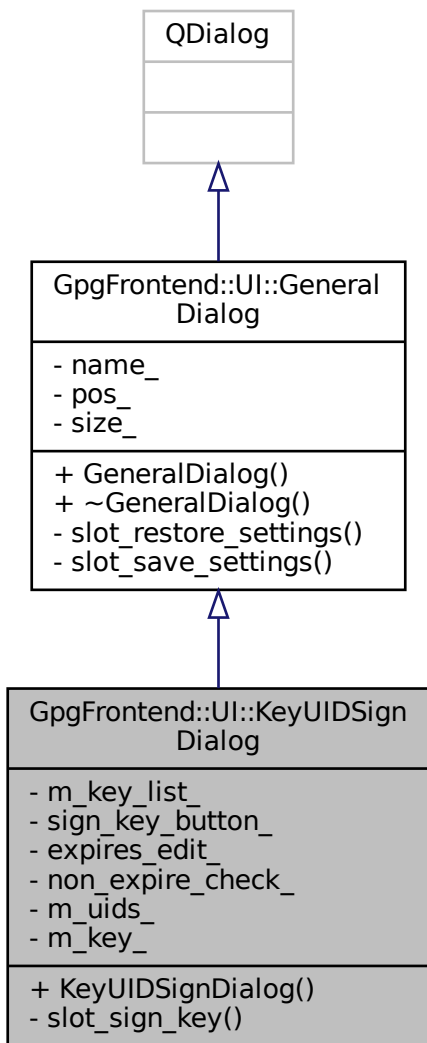 QDialog
GpgFrontend::UI::General
Dialog
- name_
- pos_
- size_
+ GeneralDialog()
+ ~GeneralDialog()
- slot_restore_settings()
- slot_save_settings()
GpgFrontend::UI::KeyUIDSign
Dialog
- m_key_list_
- sign_key_button_
- expires_edit_
- non_expire_check_
- m_uids_
- m_key_
+ KeyUIDSignDialog()
- slot_sign_key()